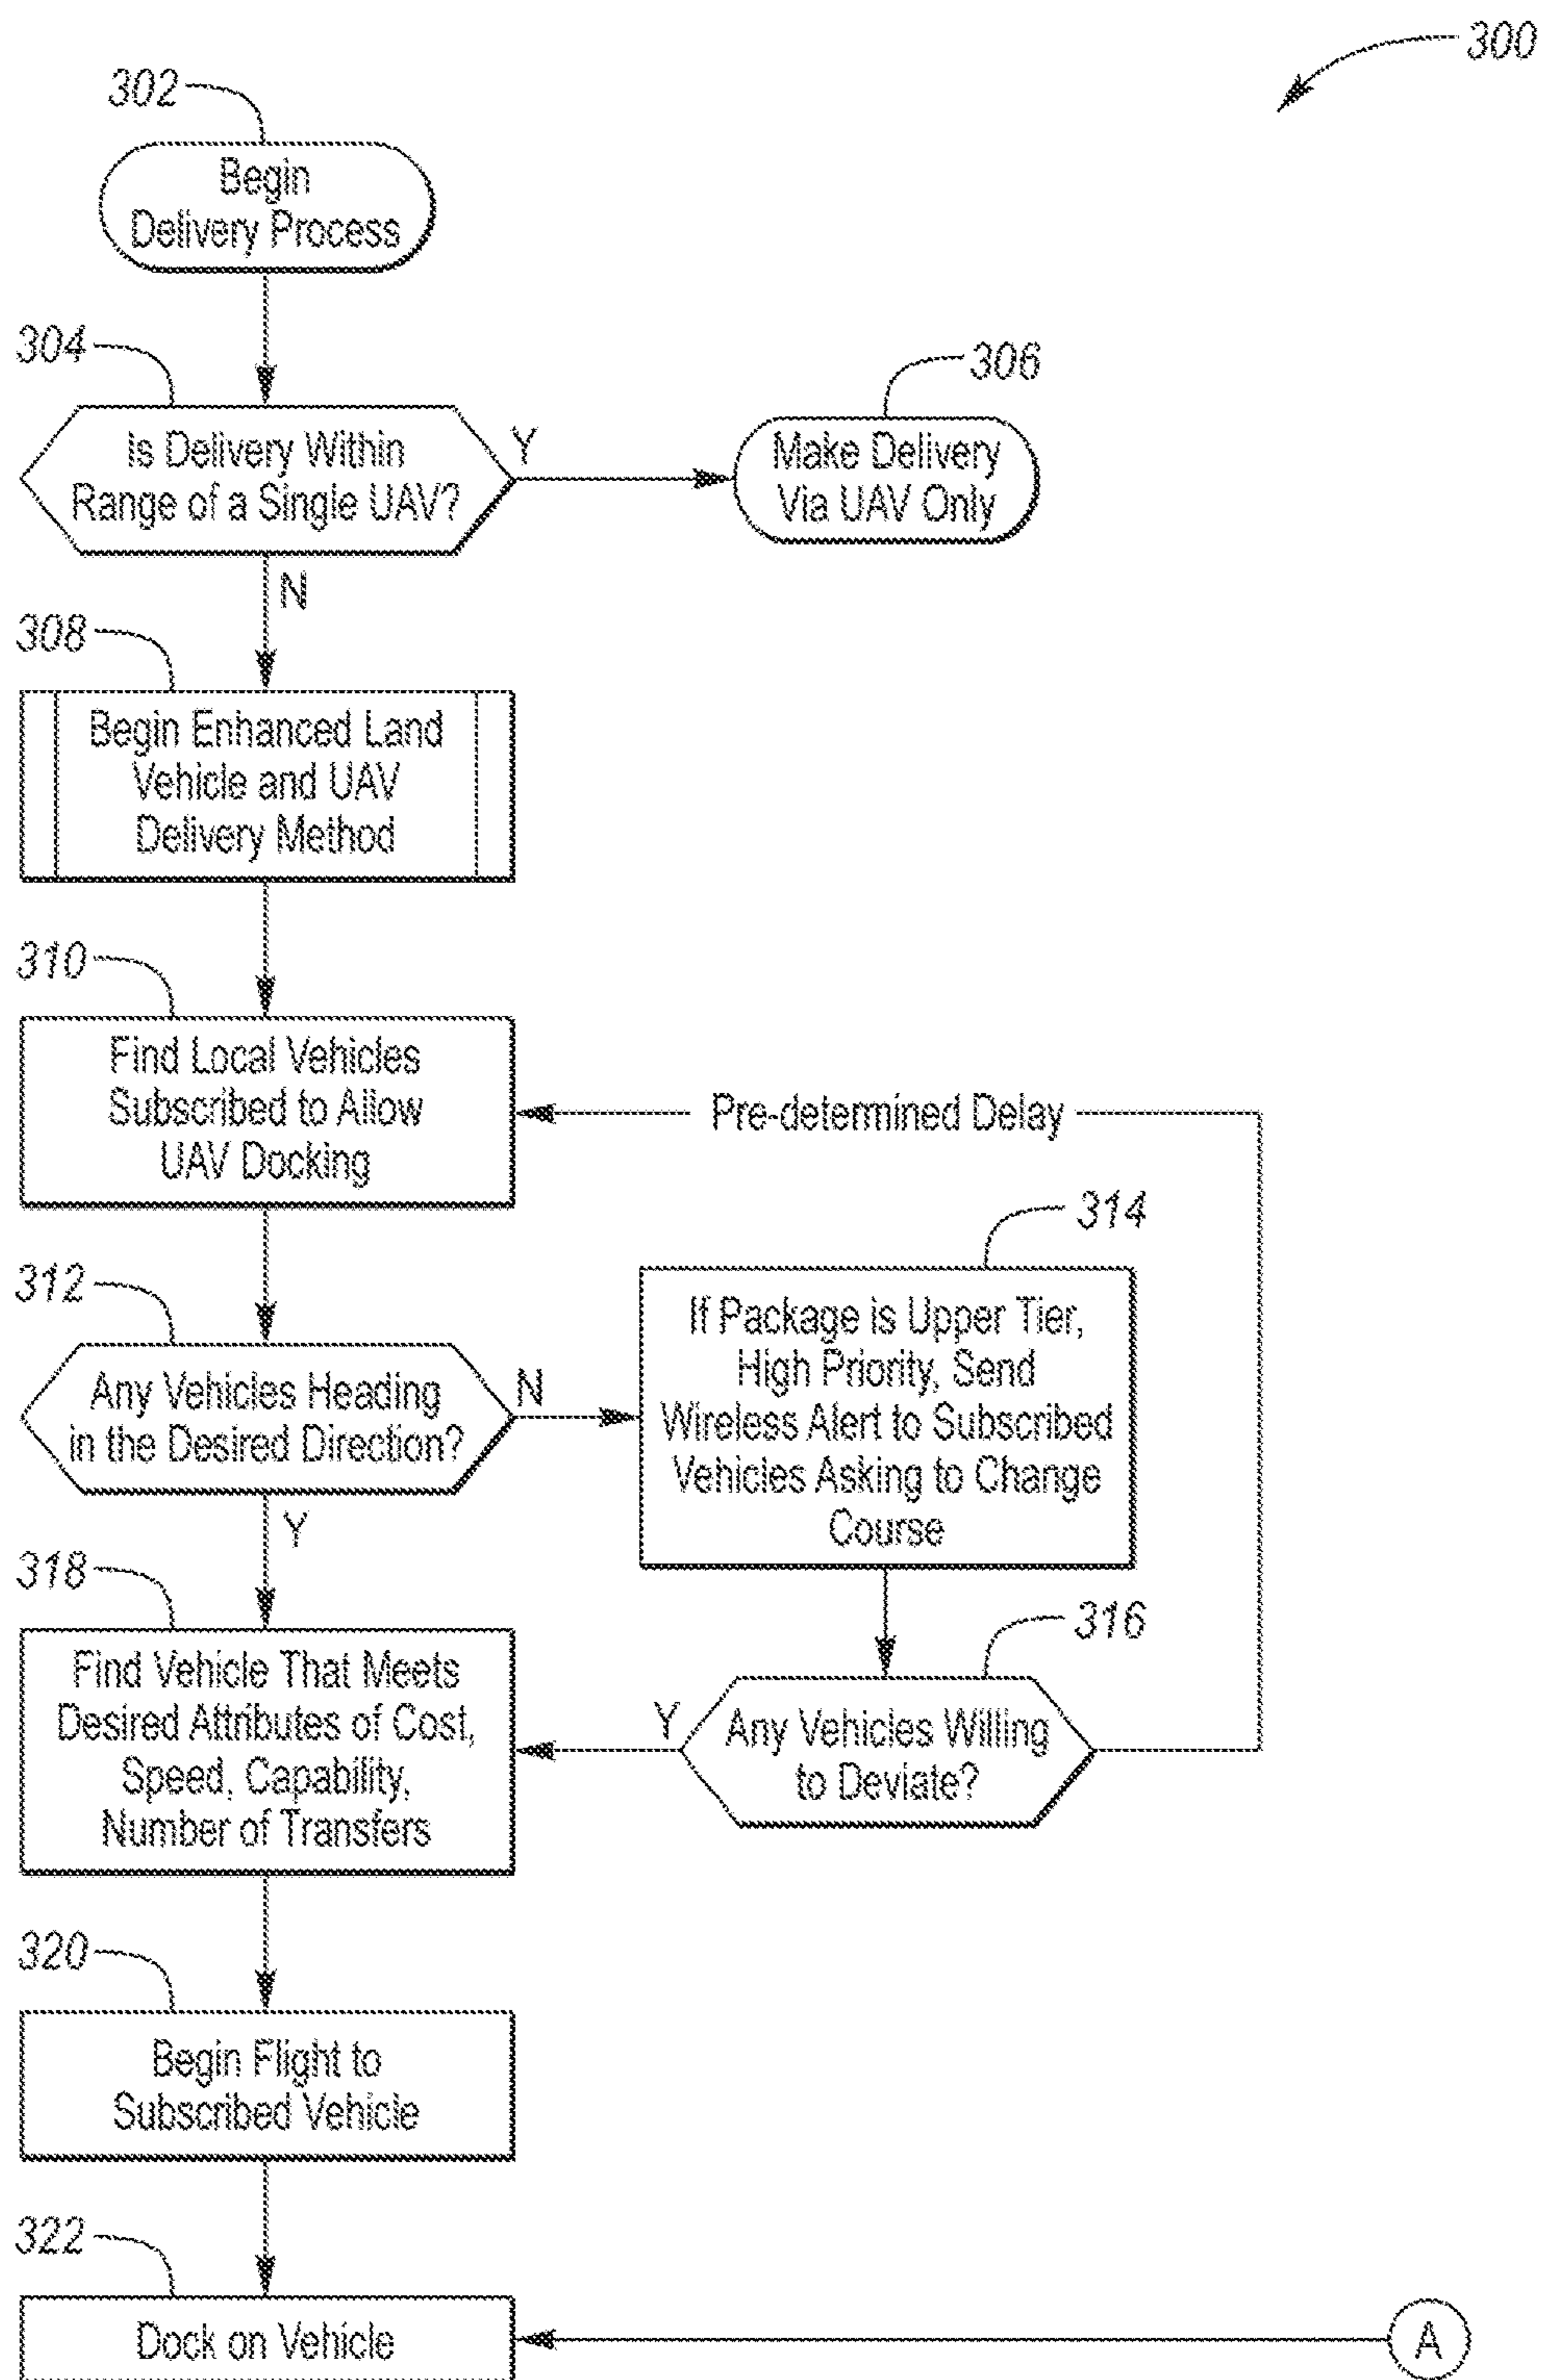 300
302
Begin
Delivery Process
304
Is Delivery Within
Range of a Single UAV?
Y
306
Make Delivery
Via UAV Only
N
308
Begin Enhanced Land
Vehicle and UAV
Delivery Method
310
Find Local Vehicles
Subscribed to Allow
UAV Docking
Pre-determined Delay
312
Any Vehicles Heading
in the Desired Direction?
N
314
If Package is Upper Tier,
High Priority, Send
Wireless Alert to Subscribed
Vehicles Asking to Change
Course
Y
316
Any Vehicles Willing
to Deviate?
Y
318
Find Vehicle That Meets
Desired Attributes of Cost,
Speed, Capability,
Number of Transfers
320
Begin Flight to
Subscribed Vehicle
322
Dock on Vehicle
A